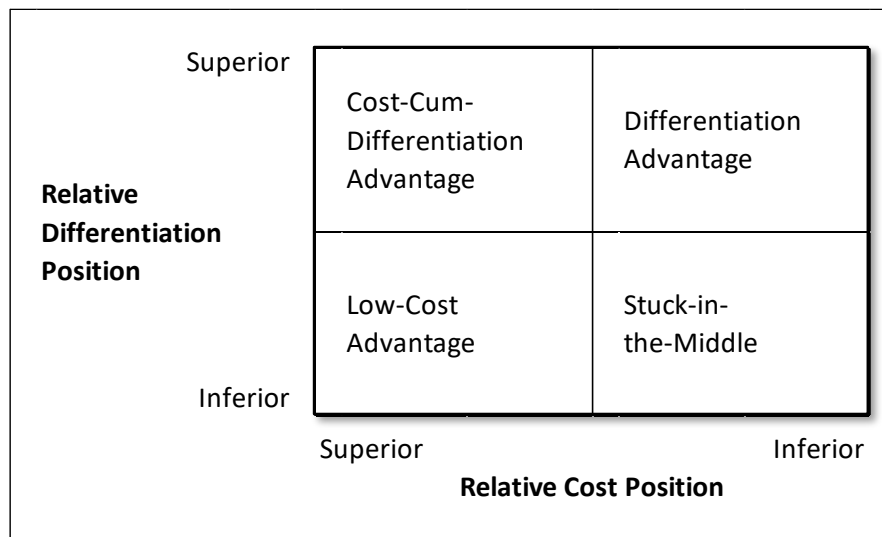 Superior
Cost-Cum-
Differentiation
Advantage
Differentiation
Advantage
Relative
Differentiation
Position
Low-Cost
Advantage
Stuck-in-
the-Middle
Inferior
Superior
Inferior
Relative Cost Position